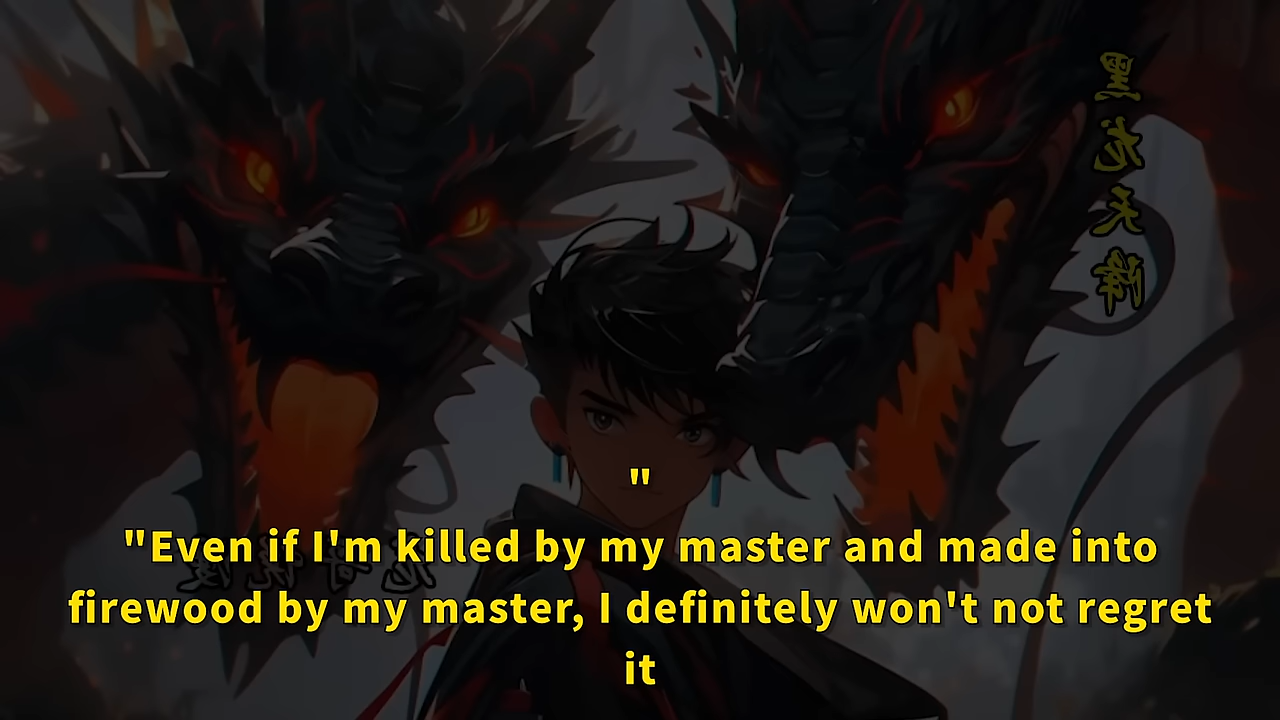 黑龙天降
"
"Even if I'm killed by my master and made into
firewood by my master, I definitely won't not regret
it